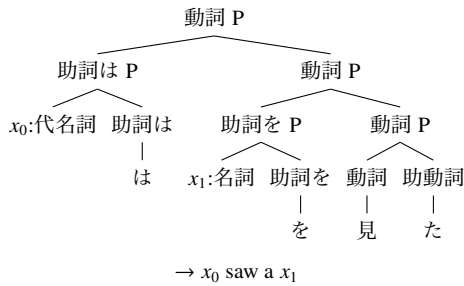 動詞 P
助詞は P 動詞 P
x₀:代名詞 助詞は 助詞を P 動詞 P
は x₁:名詞 助詞を 動詞 助動詞
を 見 た
→ x₀ saw a x₁